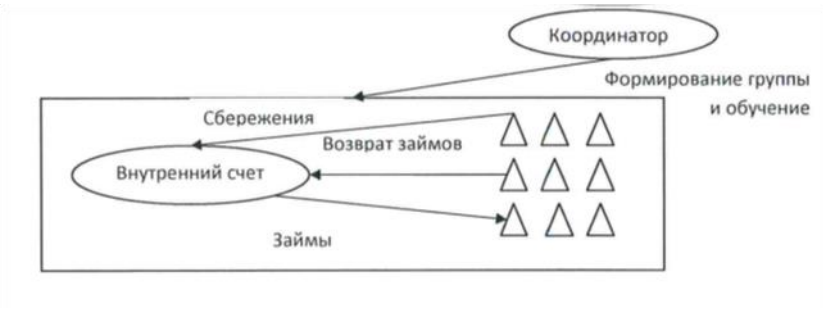 Координатор
Формирование группы
и обучение
Сбережения
Возврат займов
Внутренний счет
Займы